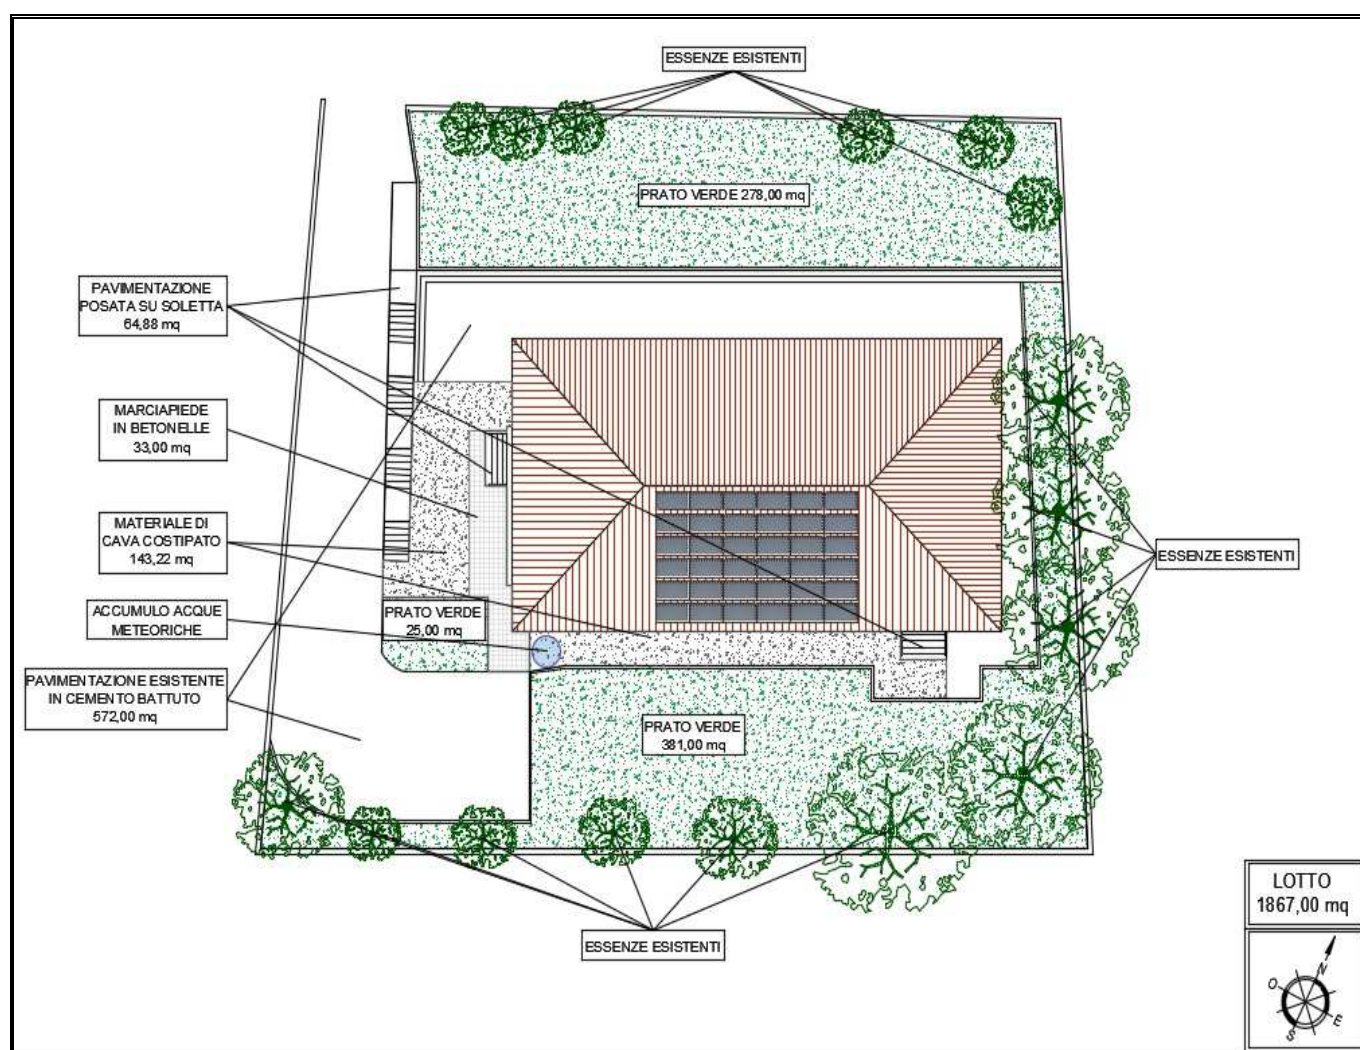 ESSENZE ESISTENTI
PRATO VERDE 278,00 mq
PAVIMENTAZIONE
POSATA SU SOLETTA
64,88 mq
MARCIAPIEDE
IN BETONELLE
33,00 mq
MATERIALE DI
CAVA COSTIPATO
143,22 mq
ESSENZE ESISTENTI
ACCUMULO ACQUE
METEORICHE
PRATO VERDE
25,00 mq
PAVIMENTAZIONE ESISTENTE
IN CEMENTO BATTUTO
572,00 mq
PRATO VERDE
381,00 mq
ESSENZE ESISTENTI
LOTTO
1867,00 mq
N
O
E
S